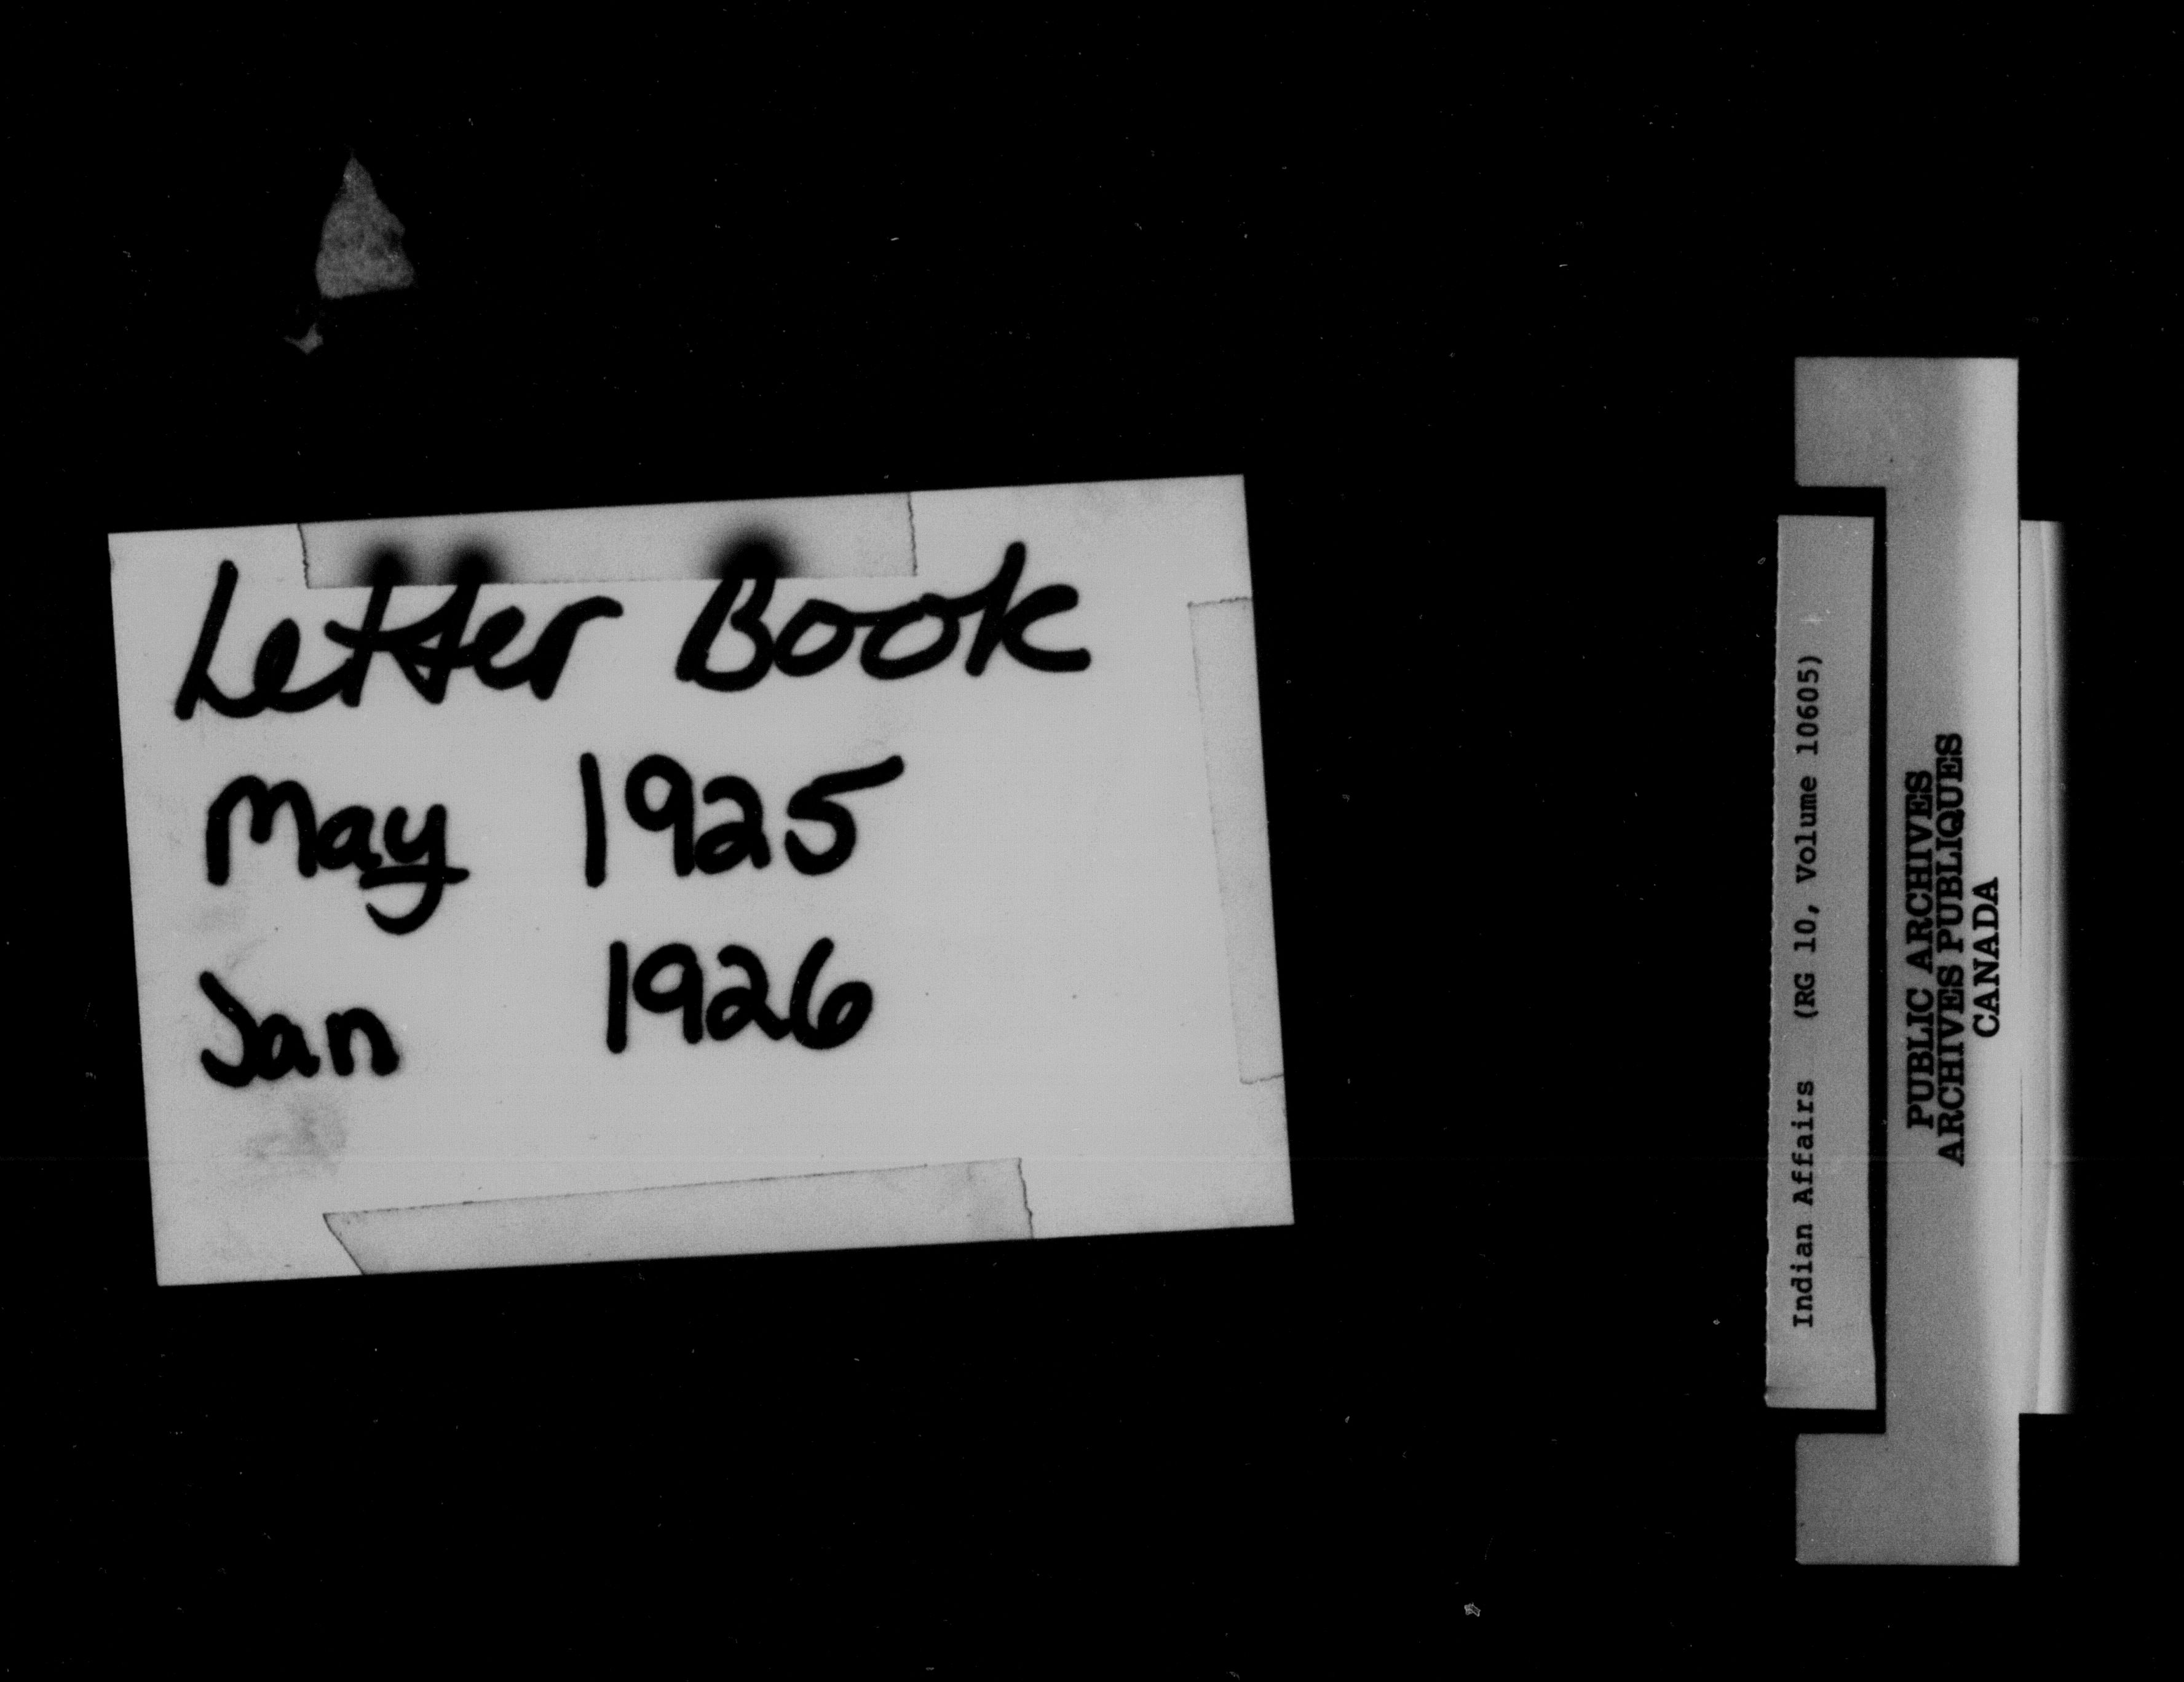 Letter Book
May 1925
Jan 1926
Indian Affairs (RG 10, Volume 10605)
PUBLIC ARCHIVES
ARCHIVES PUBLIQUES
CANADA